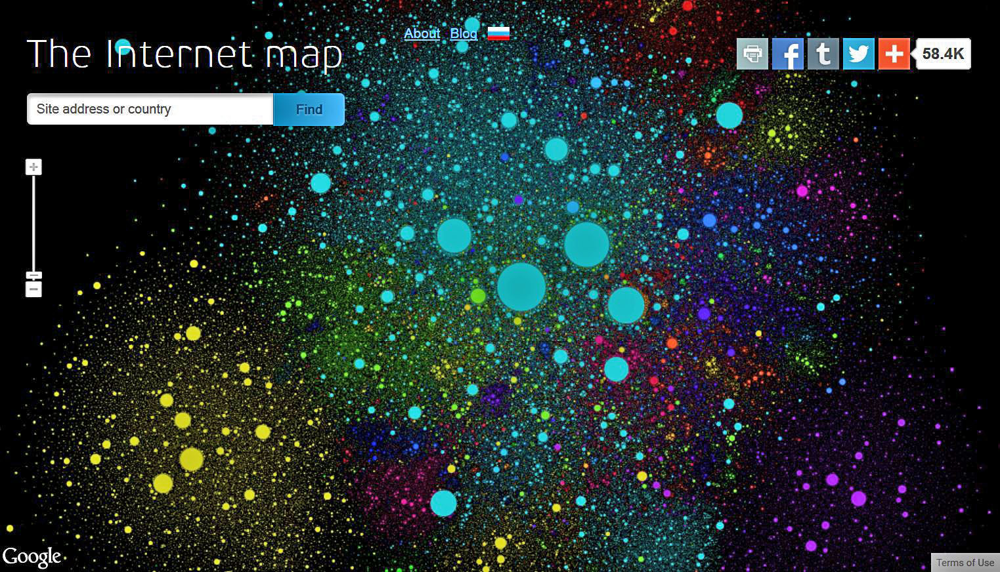 About Blog
The Internet map
58.4K
Site address or country
Find
Google
Terms of Use